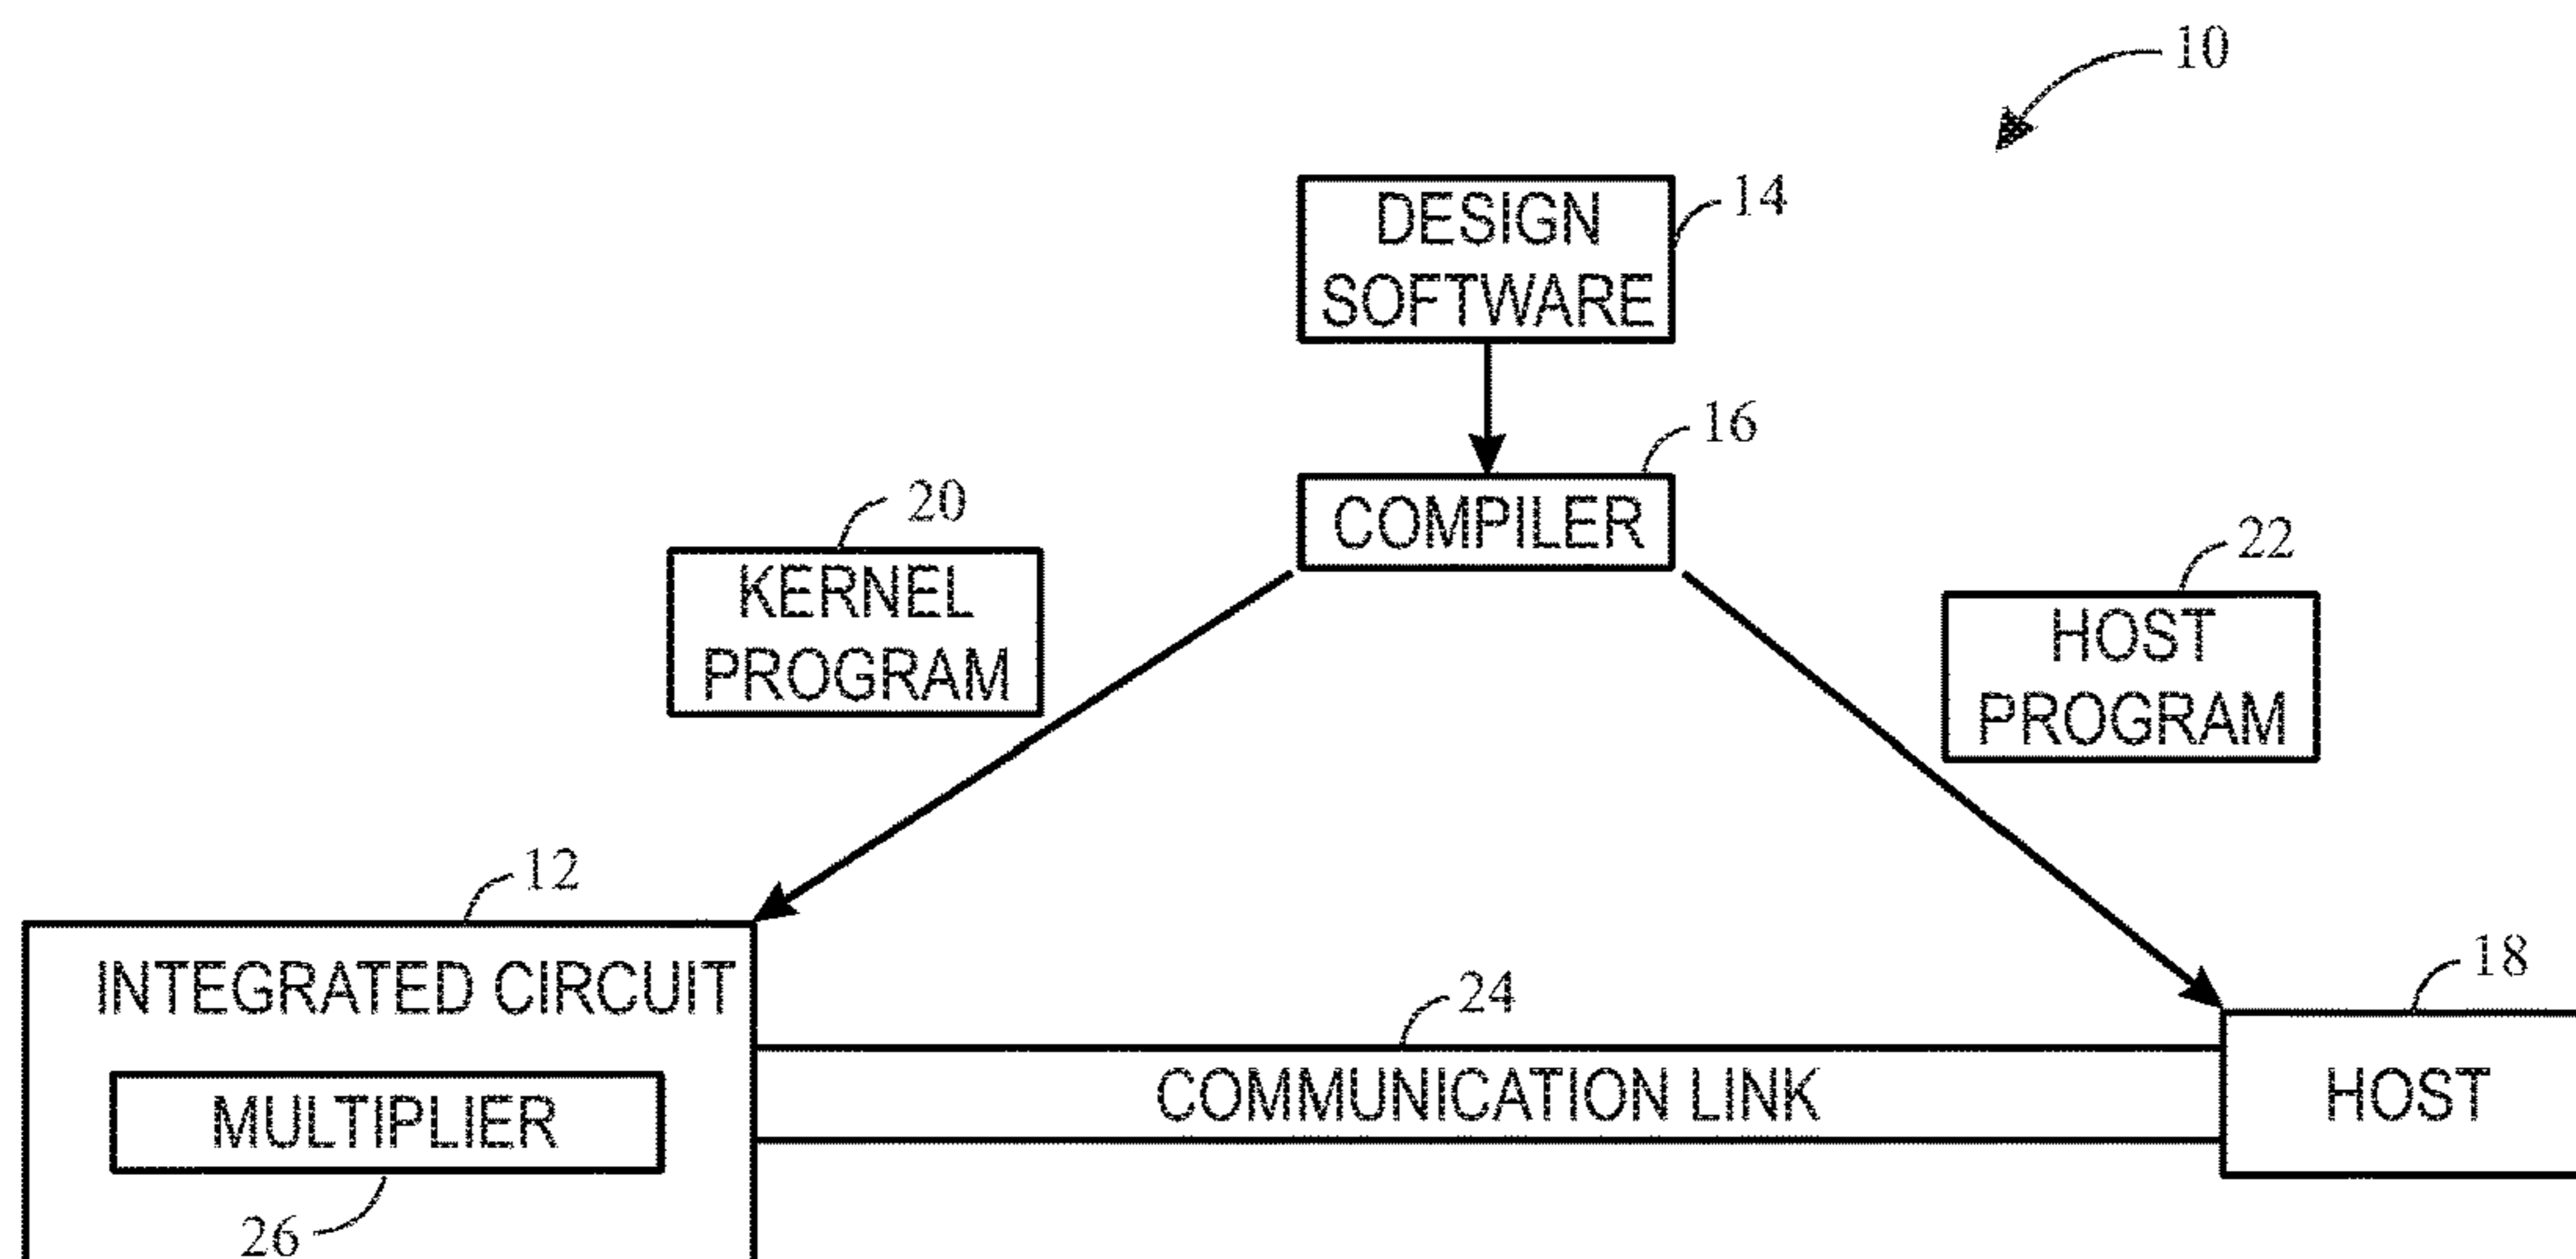 10
14
DESIGN
SOFTWARE
16
COMPILER
20
KERNEL
PROGRAM
22
HOST
PROGRAM
12
INTEGRATED CIRCUIT
MULTIPLIER
26
24
COMMUNICATION LINK
18
HOST